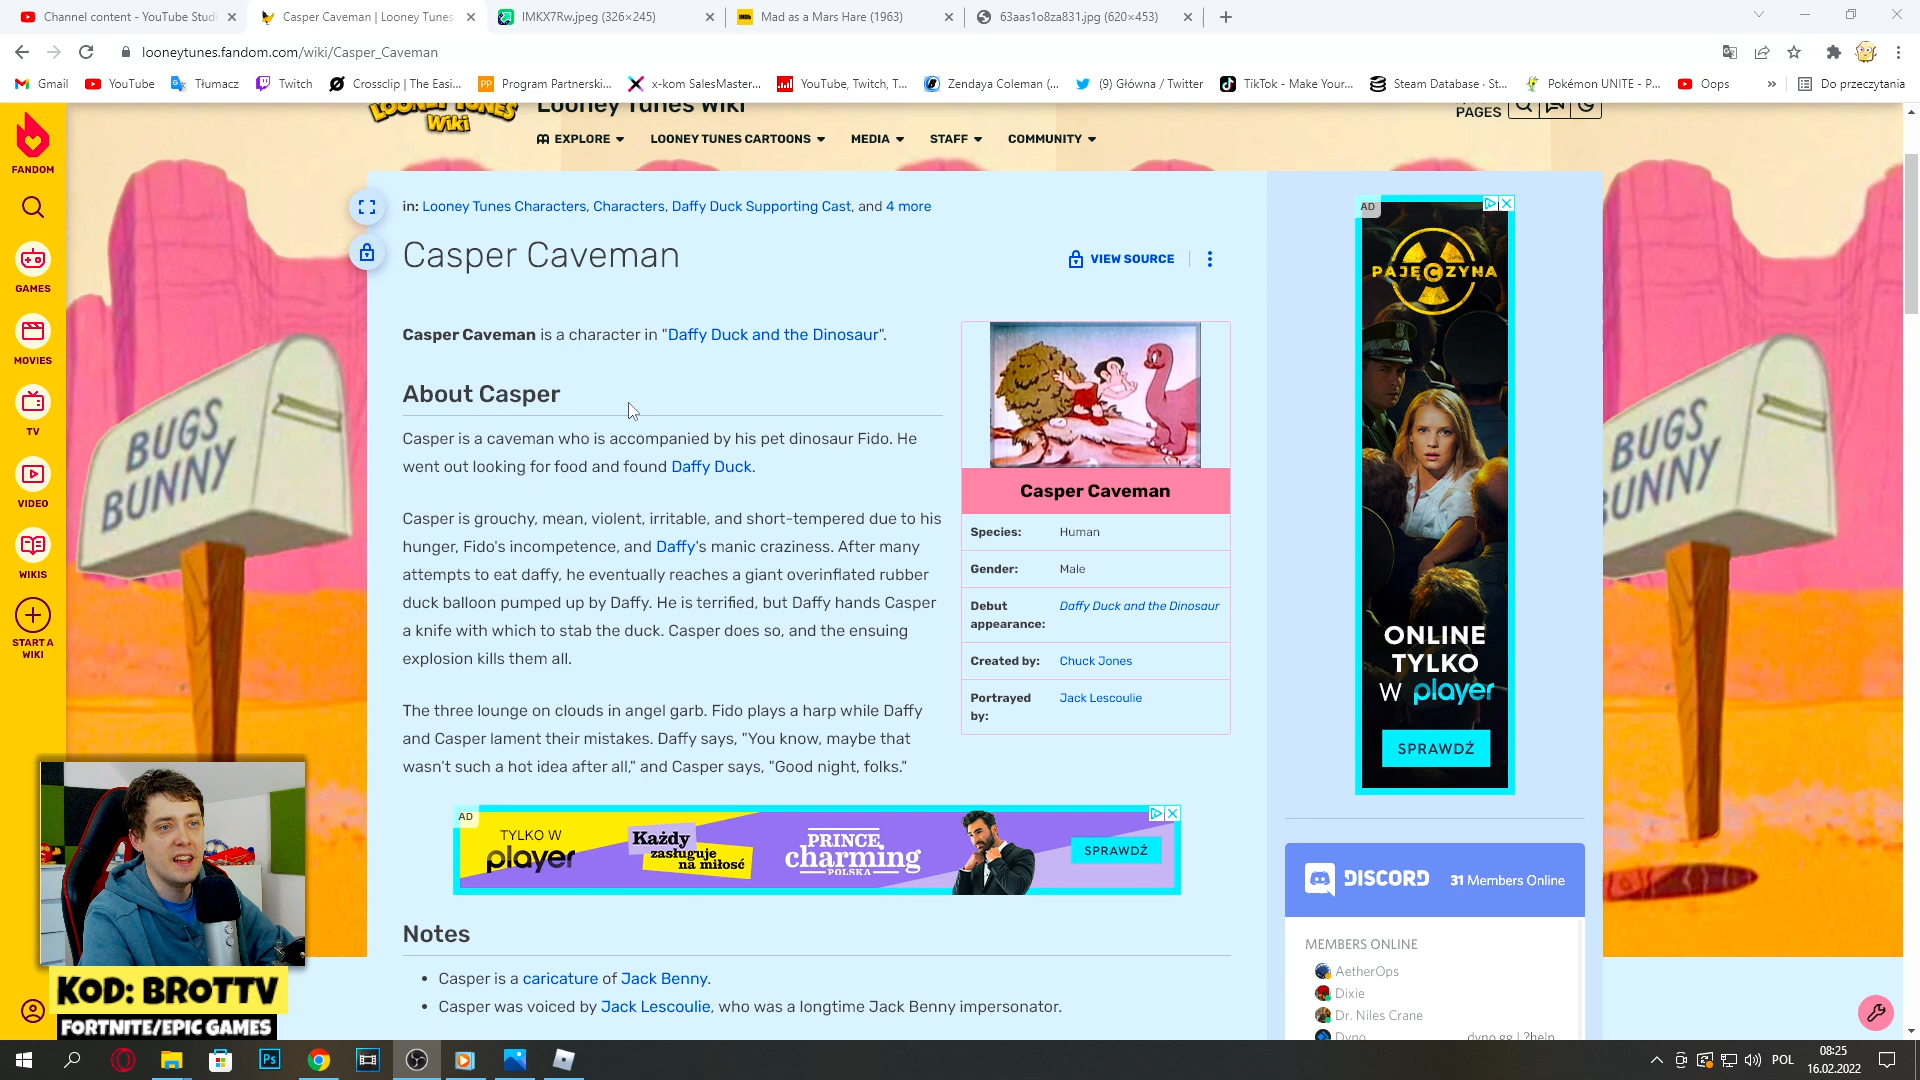 Channel content - YouTube Studi
Casper Caveman | Looney Tunes
IMKX7Rw.jpeg (326×245)
Mad as a Mars Hare (1963)
63aas1o8za831.jpg (620×453)
looneytunes.fandom.com/wiki/Casper_Caveman
Gmail
YouTube
Tłumacz
Twitch
Crossclip | The Easi...
Program Partnerski...
x-kom SalesMaster...
YouTube, Twitch, T...
Zendaya Coleman (...
(9) Główna / Twitter
TikTok - Make Your...
Steam Database · St...
Pokémon UNITE - P...
Oops
»
Do przeczytania
LOONEY TUNES
Wiki
Looney Tunes Wiki
PAGES
EXPLORE
LOONEY TUNES CARTOONS
MEDIA
STAFF
COMMUNITY
FANDOM
GAMES
MOVIES
TV
VIDEO
WIKIS
START A
WIKI
in: Looney Tunes Characters, Characters, Daffy Duck Supporting Cast, and 4 more
Casper Caveman
VIEW SOURCE
Casper Caveman is a character in "Daffy Duck and the Dinosaur".
About Casper
Casper is a caveman who is accompanied by his pet dinosaur Fido. He
went out looking for food and found Daffy Duck.
Casper is grouchy, mean, violent, irritable, and short-tempered due to his
hunger, Fido's incompetence, and Daffy's manic craziness. After many
attempts to eat daffy, he eventually reaches a giant overinflated rubber
duck balloon pumped up by Daffy. He is terrified, but Daffy hands Casper
a knife with which to stab the duck. Casper does so, and the ensuing
explosion kills them all.
The three lounge on clouds in angel garb. Fido plays a harp while Daffy
and Casper lament their mistakes. Daffy says, "You know, maybe that
wasn't such a hot idea after all," and Casper says, "Good night, folks."
Casper Caveman
Species: Human
Gender: Male
Debut
appearance: Daffy Duck and the Dinosaur
Created by: Chuck Jones
Portrayed
by: Jack Lescoulie
AD
TYLKO W
player
Każdy
zasługuje
na miłość
PRINCE
charming
POLSKA
SPRAWDŹ
Notes
• Casper is a caricature of Jack Benny.
• Casper was voiced by Jack Lescoulie, who was a longtime Jack Benny impersonator.
AD
PAJĘCZYNA
ONLINE
TYLKO
W player
SPRAWDŹ
DISCORD
31 Members Online
MEMBERS ONLINE
AetherOps
Dixie
Dr. Niles Crane
Dyno
dyno.gg | ?help
BUGS
BUNNY
BUGS
BUNNY
KOD: BROTTV
FORTNITE/EPIC GAMES
Ps
POL
08:25
16.02.2022